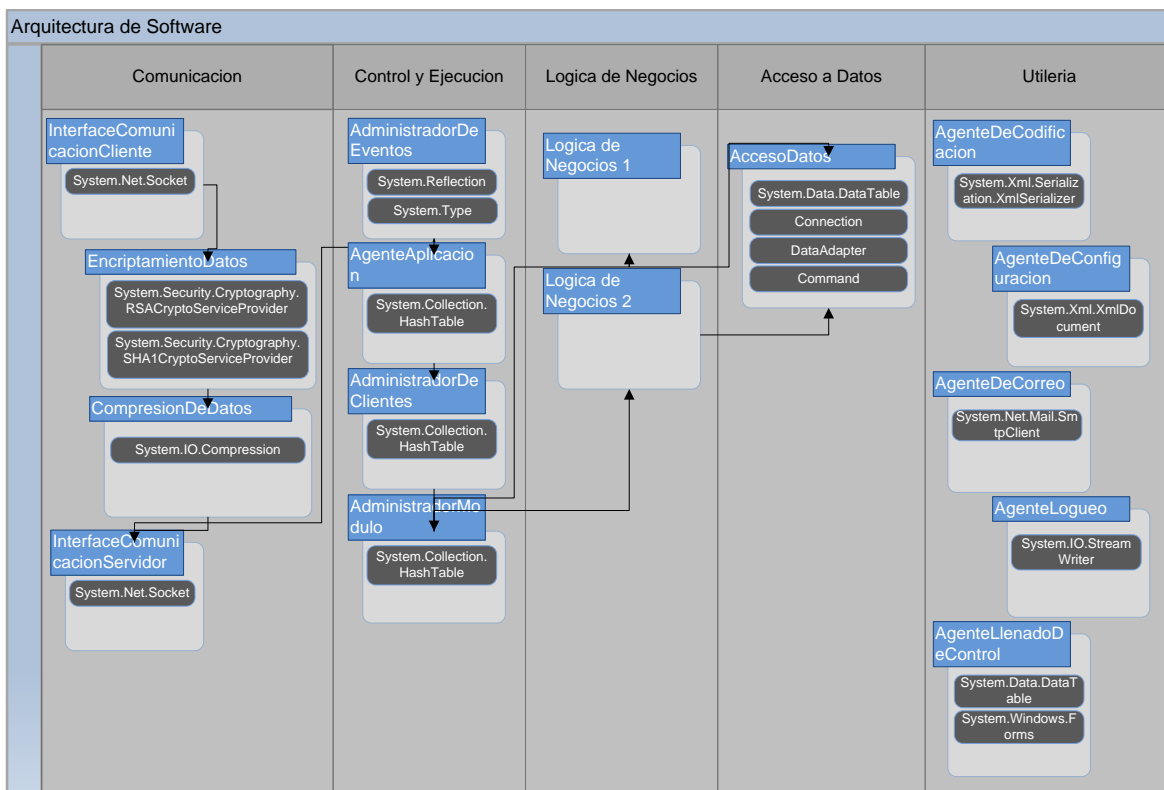 Arquitectura de Software
Comunicacion
Control y Ejecucion
Logica de Negocios
Acceso a Datos
Utileria
InterfaceComuni
cacionCliente
System.Net.Socket
EncriptamientoDatos
System.Security.Cryptography.
RSACryptoServiceProvider
System.Security.Cryptography.
SHA1CryptoServiceProvider
CompresionDeDatos
System.IO.Compression
InterfaceComuni
cacionServidor
System.Net.Socket
AdministradorDe
Eventos
System.Reflection
System.Type
AgenteAplicacio
n
System.Collection.
HashTable
AdministradorDe
Clientes
System.Collection.
HashTable
AdministradorMo
dulo
System.Collection.
HashTable
Logica de
Negocios 1
Logica de
Negocios 2
AccesoDatos
System.Data.DataTable
Connection
DataAdapter
Command
AgenteDeCodific
acion
System.Xml.Serializ
ation.XmlSerializer
AgenteDeConfig
uracion
System.Xml.XmlDo
cument
AgenteDeCorreo
System.Net.Mail.Sm
tpClient
AgenteLogueo
System.IO.Stream
Writer
AgenteLlenadoD
eControl
System.Data.DataT
able
System.Windows.F
orms